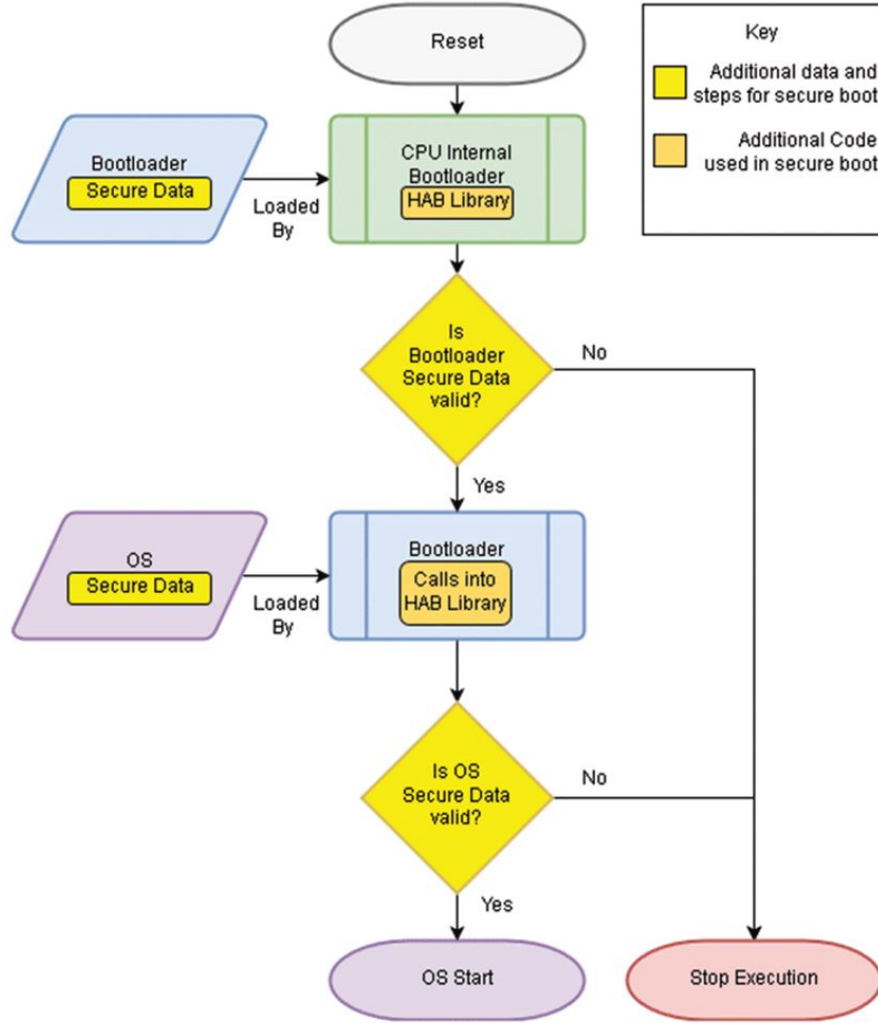 Reset
Key
Additional data and
steps for secure boot
Additional Code
used in secure boot
Bootloader
Secure Data
Loaded
By
CPU Internal
Bootloader
HAB Library
Is
Bootloader
Secure Data
valid?
No
Yes
OS
Secure Data
Loaded
By
Bootloader
Calls into
HAB Library
Is OS
Secure Data
valid?
No
Yes
OS Start
Stop Execution